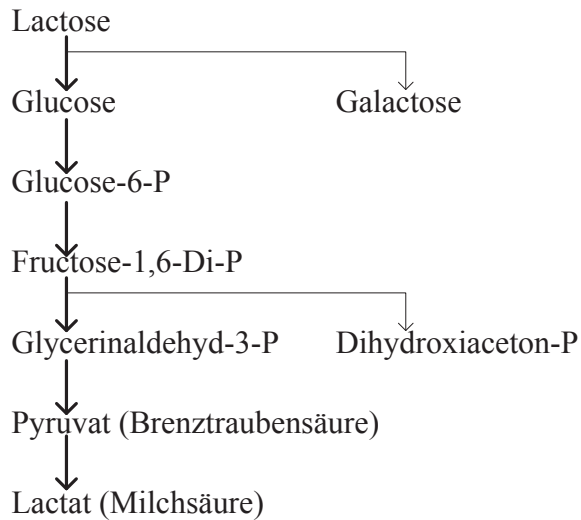 Lactose
Glucose Galactose
Glucose-6-P
Fructose-1,6-Di-P
Glycerinaldehyd-3-P Dihydroxiaceton-P
Pyruvat (Brenztraubensäure)
Lactat (Milchsäure)